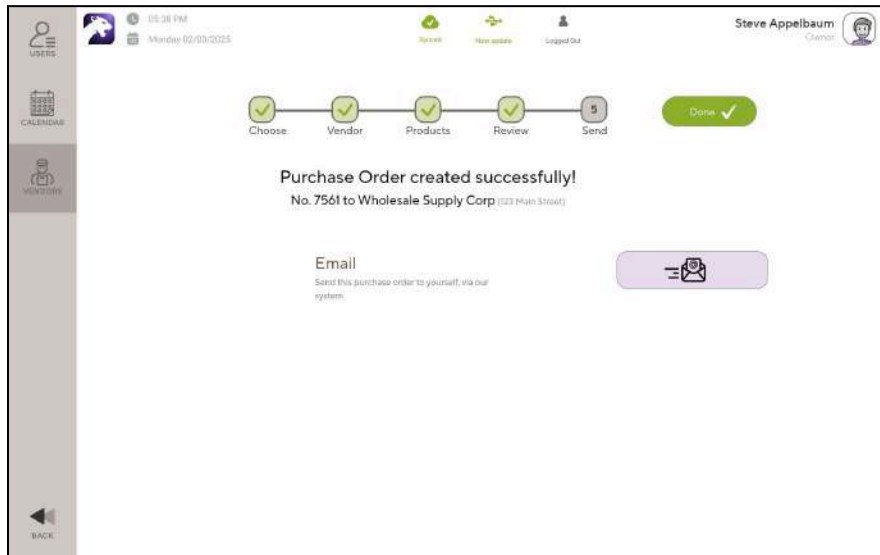 USERS
CALENDAR
VENDORS
BACK
05:38 PM
Monday 02/03/2025
Synced
New update
Logged Out
Steve Appelbaum
Owner
Choose
Vendor
Products
Review
5
Send
Done
Purchase Order created successfully!
No. 7561 to Wholesale Supply Corp (123 Main Street)
Email
Send this purchase order to yourself, via our
system.